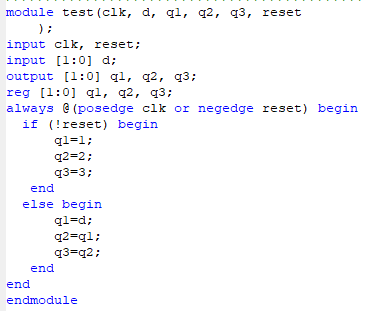 module test(clk, d, q1, q2, q3, reset
);
input clk, reset;
input [1:0] d;
output [1:0] q1, q2, q3;
reg [1:0] q1, q2, q3;
always @(posedge clk or negedge reset) begin
if (!reset) begin
q1=1;
q2=2;
q3=3;
end
else begin
q1=d;
q2=q1;
q3=q2;
end
end
endmodule